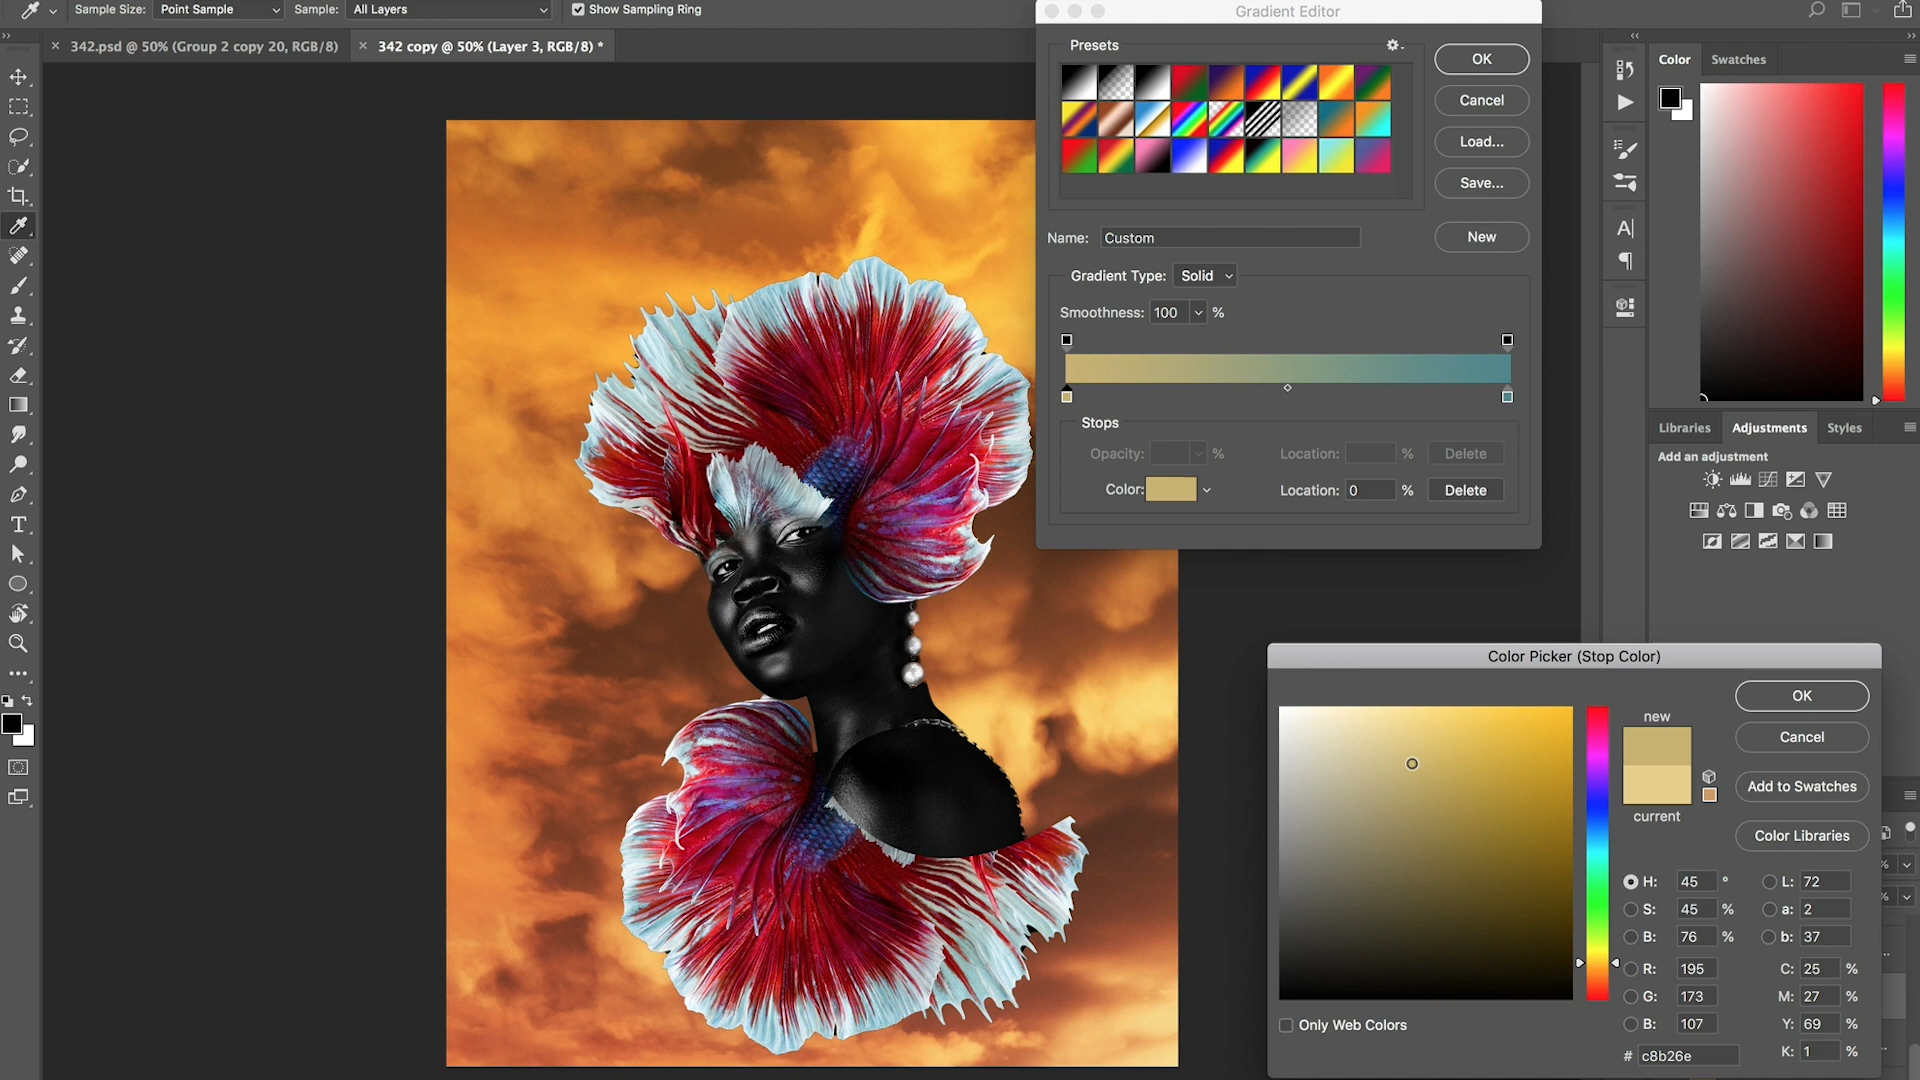 Sample Size: Point Sample Sample: All Layers Show Sampling Ring
342.psd @ 50% (Group 2 copy 20, RGB/8)
342 copy @ 50% (Layer 3, RGB/8) *
Gradient Editor
Presets
OK
Cancel
Load...
Save...
Name: Custom
New
Gradient Type: Solid
Smoothness: 100 %
Stops
Opacity: % Location: % Delete
Color: Location: 0 % Delete
Color Swatches
Libraries Adjustments Styles
Add an adjustment
Color Picker (Stop Color)
new
current
OK
Cancel
Add to Swatches
Color Libraries
H: 45 ° L: 72
S: 45 % a: 2
B: 76 % b: 37
R: 195 C: 25 %
G: 173 M: 27 %
B: 107 Y: 69 %
# c8b26e K: 1 %
Only Web Colors
%
%